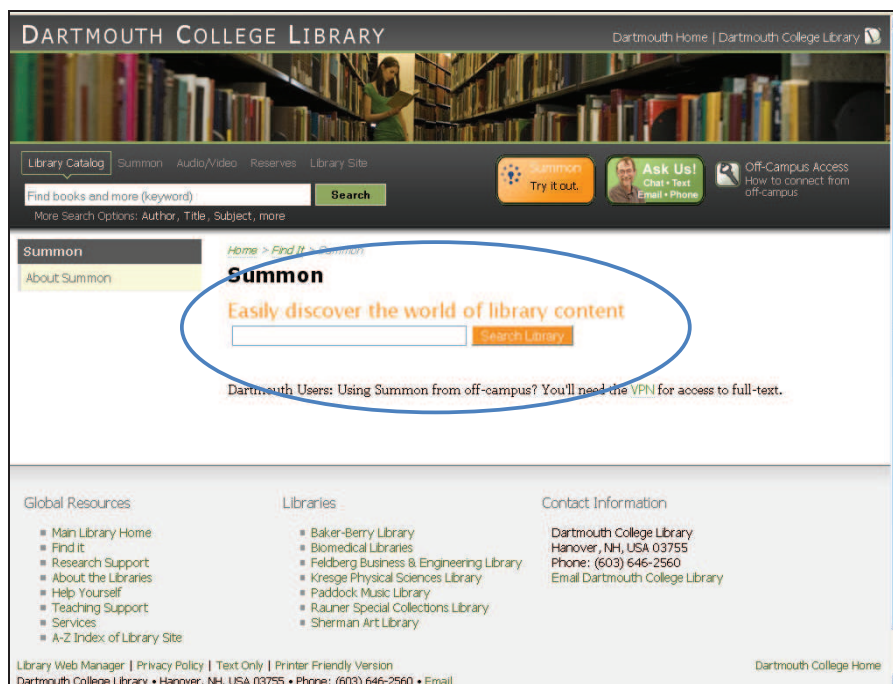 DARTMOUTH COLLEGE LIBRARY
Dartmouth Home | Dartmouth College Library
Library Catalog Summon Audio/Video Reserves Library Site
Find books and more (keyword) Search
More Search Options: Author, Title, Subject, more
Summon
Try it out.
Ask Us!
Chat • Text
Email • Phone
Off-Campus Access
How to connect from
off-campus
Summon
About Summon
Home > Find It > Summon
Summon
Easily discover the world of library content
Search Library
Dartmouth Users: Using Summon from off-campus? You'll need the VPN for access to full-text.
Global Resources
Main Library Home
Find it
Research Support
About the Libraries
Help Yourself
Teaching Support
Services
A-Z Index of Library Site
Libraries
Baker-Berry Library
Biomedical Libraries
Feldberg Business & Engineering Library
Kresge Physical Sciences Library
Paddock Music Library
Rauner Special Collections Library
Sherman Art Library
Contact Information
Dartmouth College Library
Hanover, NH, USA 03755
Phone: (603) 646-2560
Email Dartmouth College Library
Library Web Manager | Privacy Policy | Text Only | Printer Friendly Version
Dartmouth College Home
Dartmouth College Library • Hanover, NH, USA 03755 • Phone: (603) 646-2560 • Email